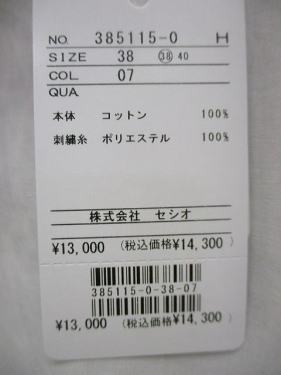 NO. 385115-0 H
SIZE 38 ㊳ 40
COL. 07
QUA.
本体 コットン 100%
刺繍糸 ポリエステル 100%
株式会社 セシオ
¥13,000 (税込価格¥14,300)
385115-0-38-07
¥13,000 (税込価格¥14,300)